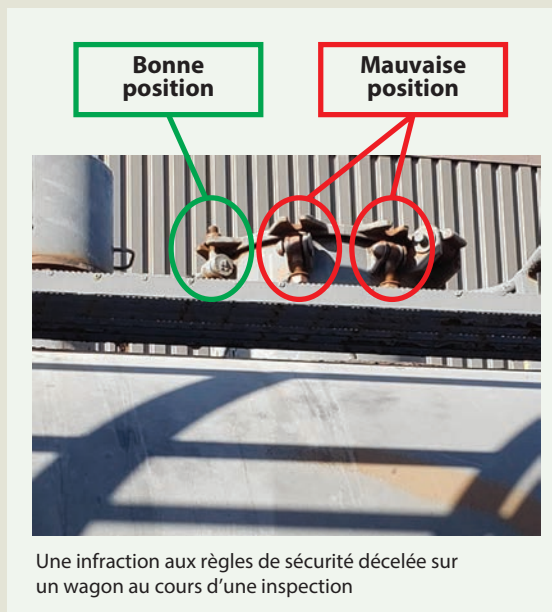 Bonne
position
Mauvaise
position
Une infraction aux règles de sécurité décelée sur
un wagon au cours d'une inspection